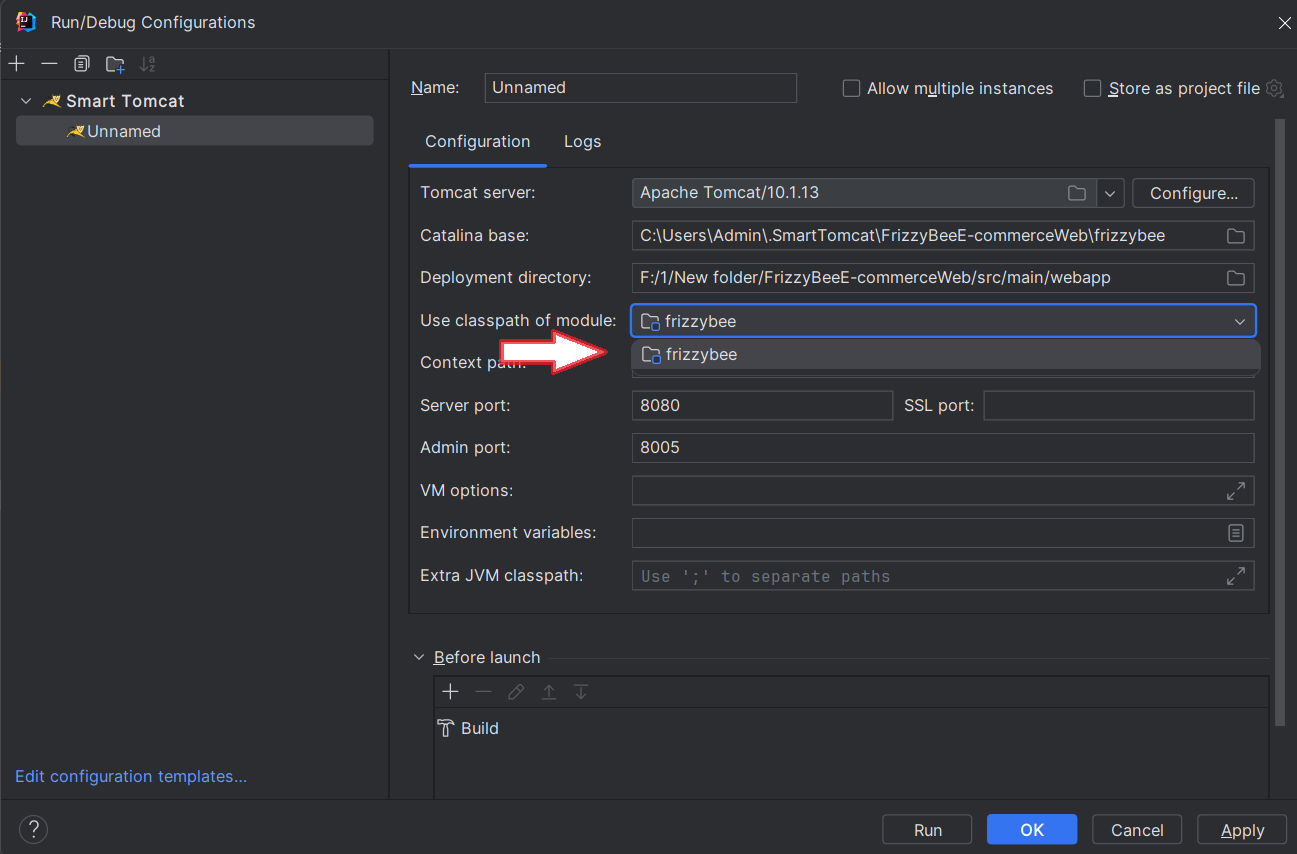 Run/Debug Configurations
Smart Tomcat
Unnamed
Name: Unnamed Allow multiple instances Store as project file
Configuration Logs
Tomcat server: Apache Tomcat/10.1.13 Configure...
Catalina base: C:\Users\Admin\.SmartTomcat\FrizzyBeeE-commerceWeb\frizzybee
Deployment directory: F:/1/New folder/FrizzyBeeE-commerceWeb/src/main/webapp
Use classpath of module: frizzybee
frizzybee
Context path:
Server port: 8080 SSL port:
Admin port: 8005
VM options:
Environment variables:
Extra JVM classpath: Use ';' to separate paths
Before launch
Build
Edit configuration templates...
? Run OK Cancel Apply